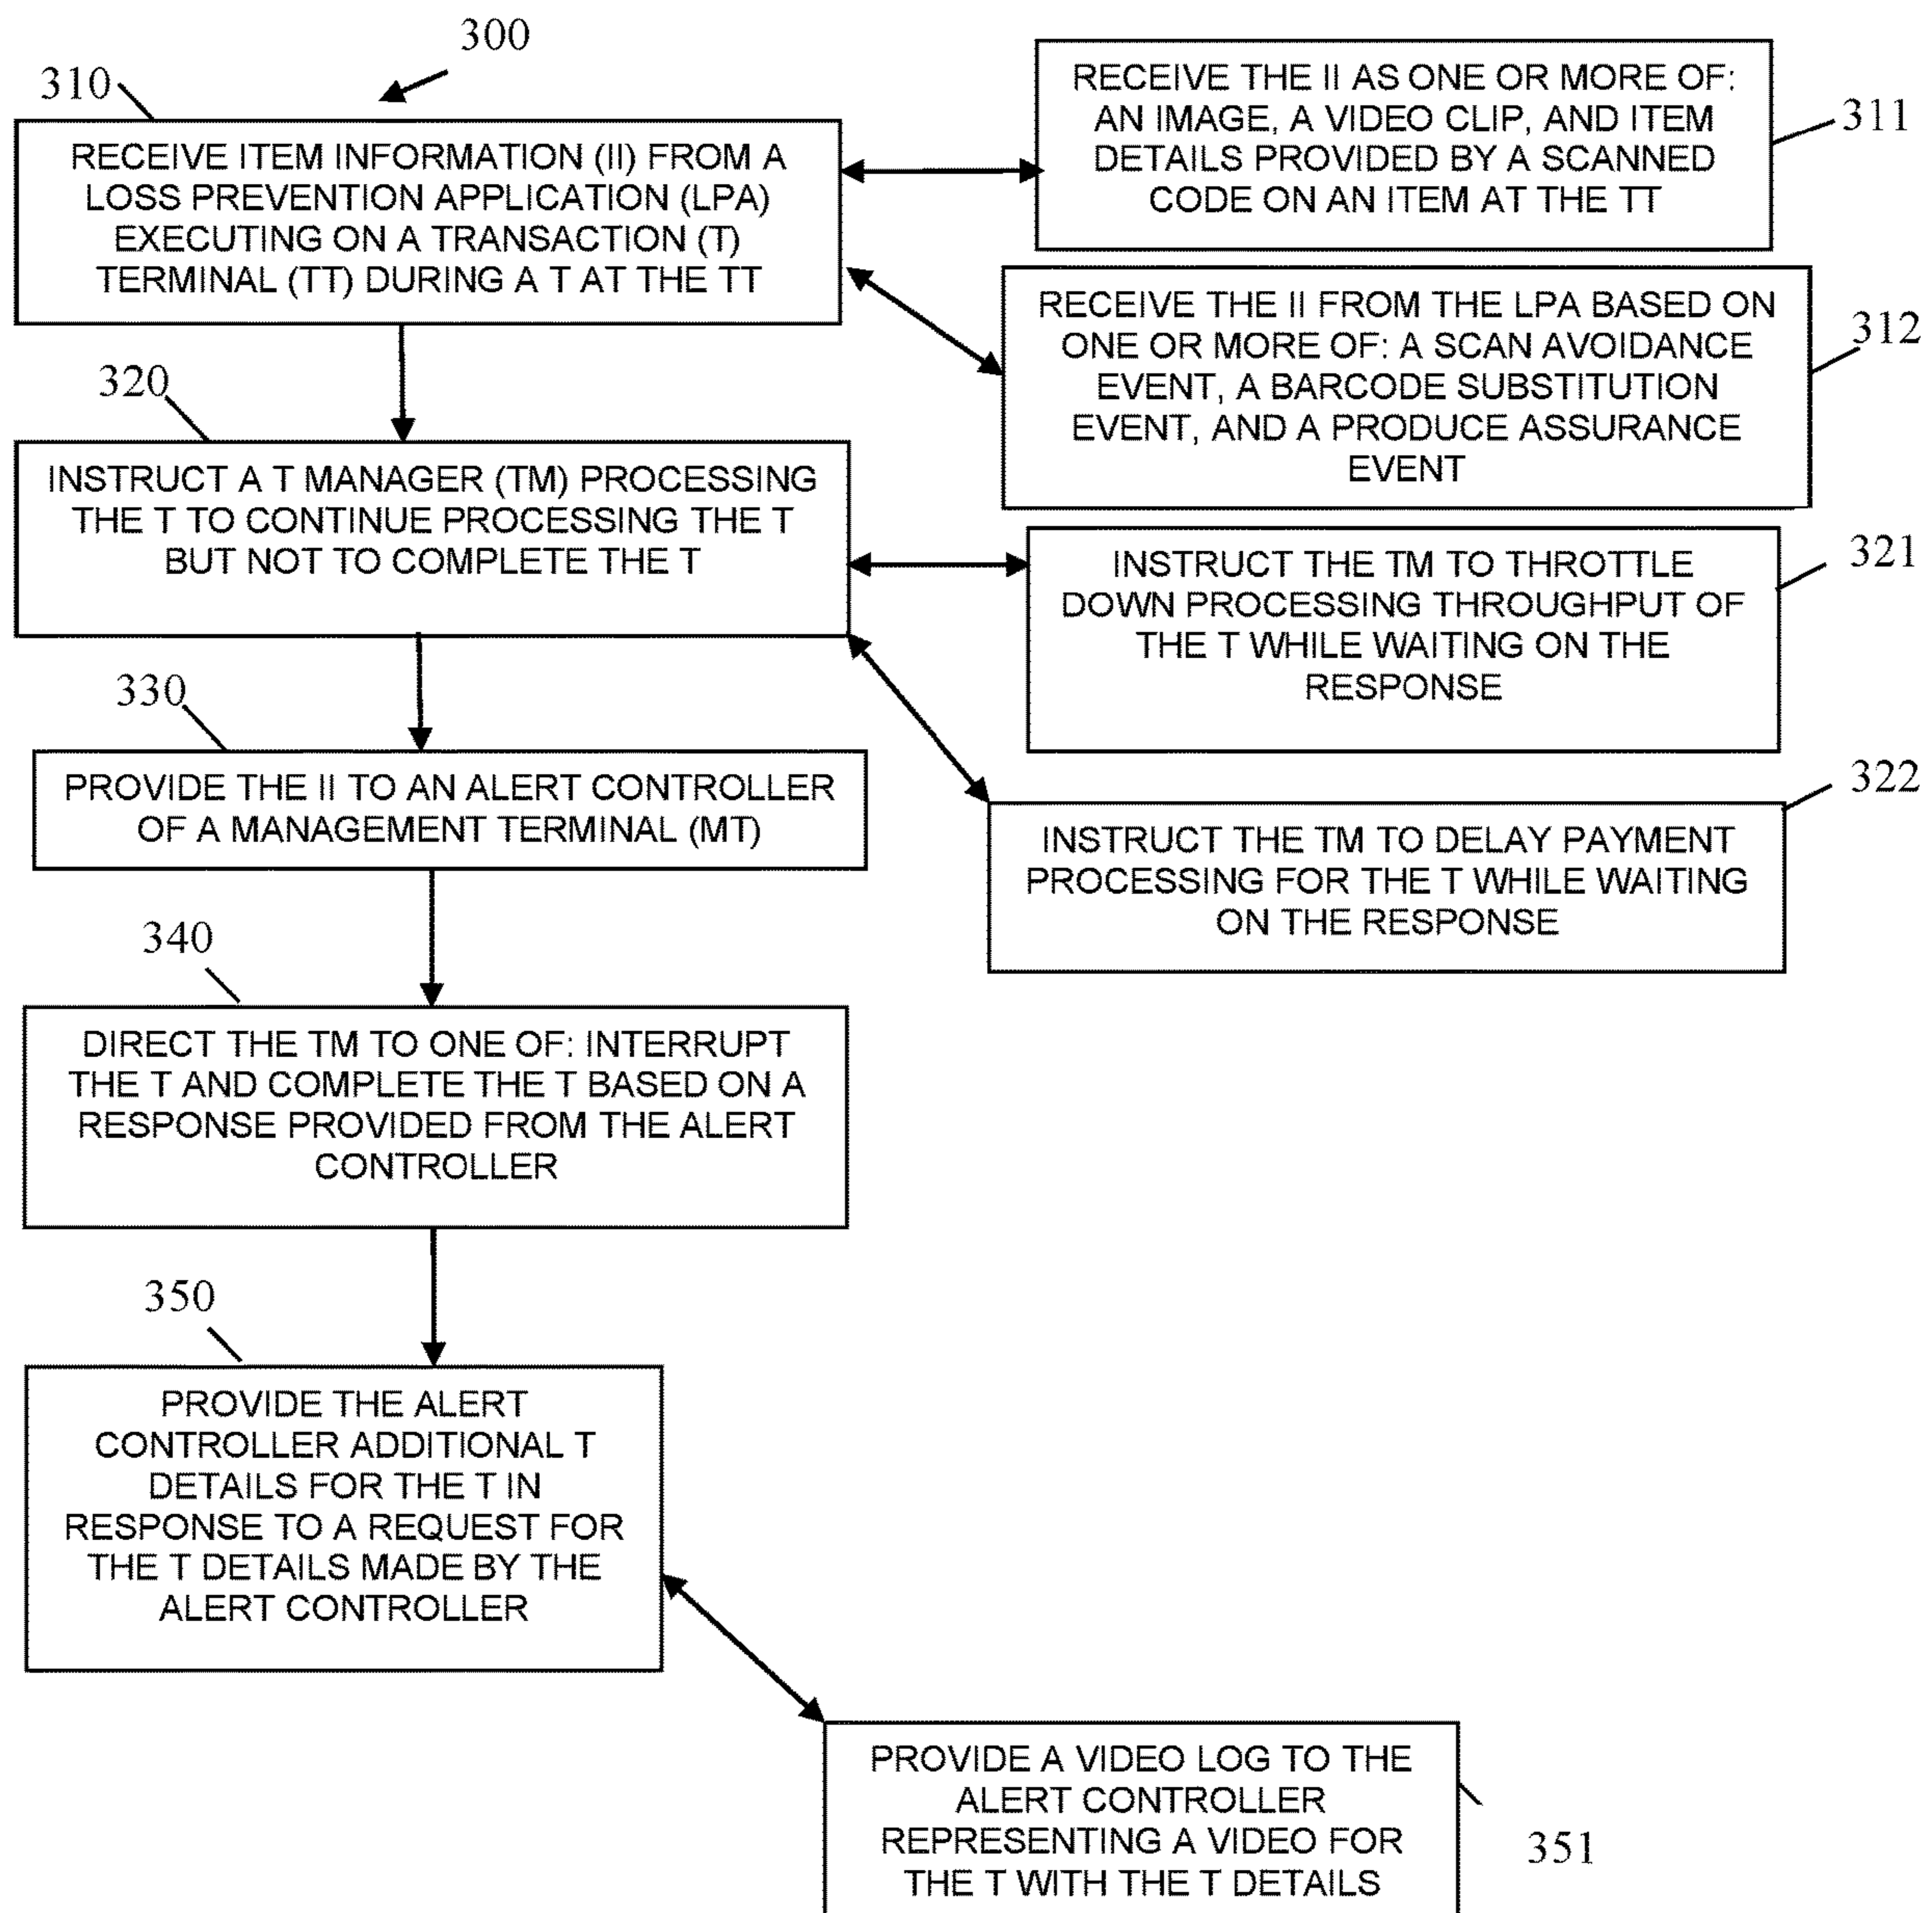 300
310
RECEIVE ITEM INFORMATION (II) FROM A
LOSS PREVENTION APPLICATION (LPA)
EXECUTING ON A TRANSACTION (T)
TERMINAL (TT) DURING A T AT THE TT
RECEIVE THE II AS ONE OR MORE OF:
AN IMAGE, A VIDEO CLIP, AND ITEM
DETAILS PROVIDED BY A SCANNED
CODE ON AN ITEM AT THE TT
311
RECEIVE THE II FROM THE LPA BASED ON
ONE OR MORE OF: A SCAN AVOIDANCE
EVENT, A BARCODE SUBSTITUTION
EVENT, AND A PRODUCE ASSURANCE
EVENT
312
320
INSTRUCT A T MANAGER (TM) PROCESSING
THE T TO CONTINUE PROCESSING THE T
BUT NOT TO COMPLETE THE T
INSTRUCT THE TM TO THROTTLE
DOWN PROCESSING THROUGHPUT OF
THE T WHILE WAITING ON THE
RESPONSE
321
330
PROVIDE THE II TO AN ALERT CONTROLLER
OF A MANAGEMENT TERMINAL (MT)
322
INSTRUCT THE TM TO DELAY PAYMENT
PROCESSING FOR THE T WHILE WAITING
ON THE RESPONSE
340
DIRECT THE TM TO ONE OF: INTERRUPT
THE T AND COMPLETE THE T BASED ON A
RESPONSE PROVIDED FROM THE ALERT
CONTROLLER
350
PROVIDE THE ALERT
CONTROLLER ADDITIONAL T
DETAILS FOR THE T IN
RESPONSE TO A REQUEST FOR
THE T DETAILS MADE BY THE
ALERT CONTROLLER
PROVIDE A VIDEO LOG TO THE
ALERT CONTROLLER
REPRESENTING A VIDEO FOR
THE T WITH THE T DETAILS
351